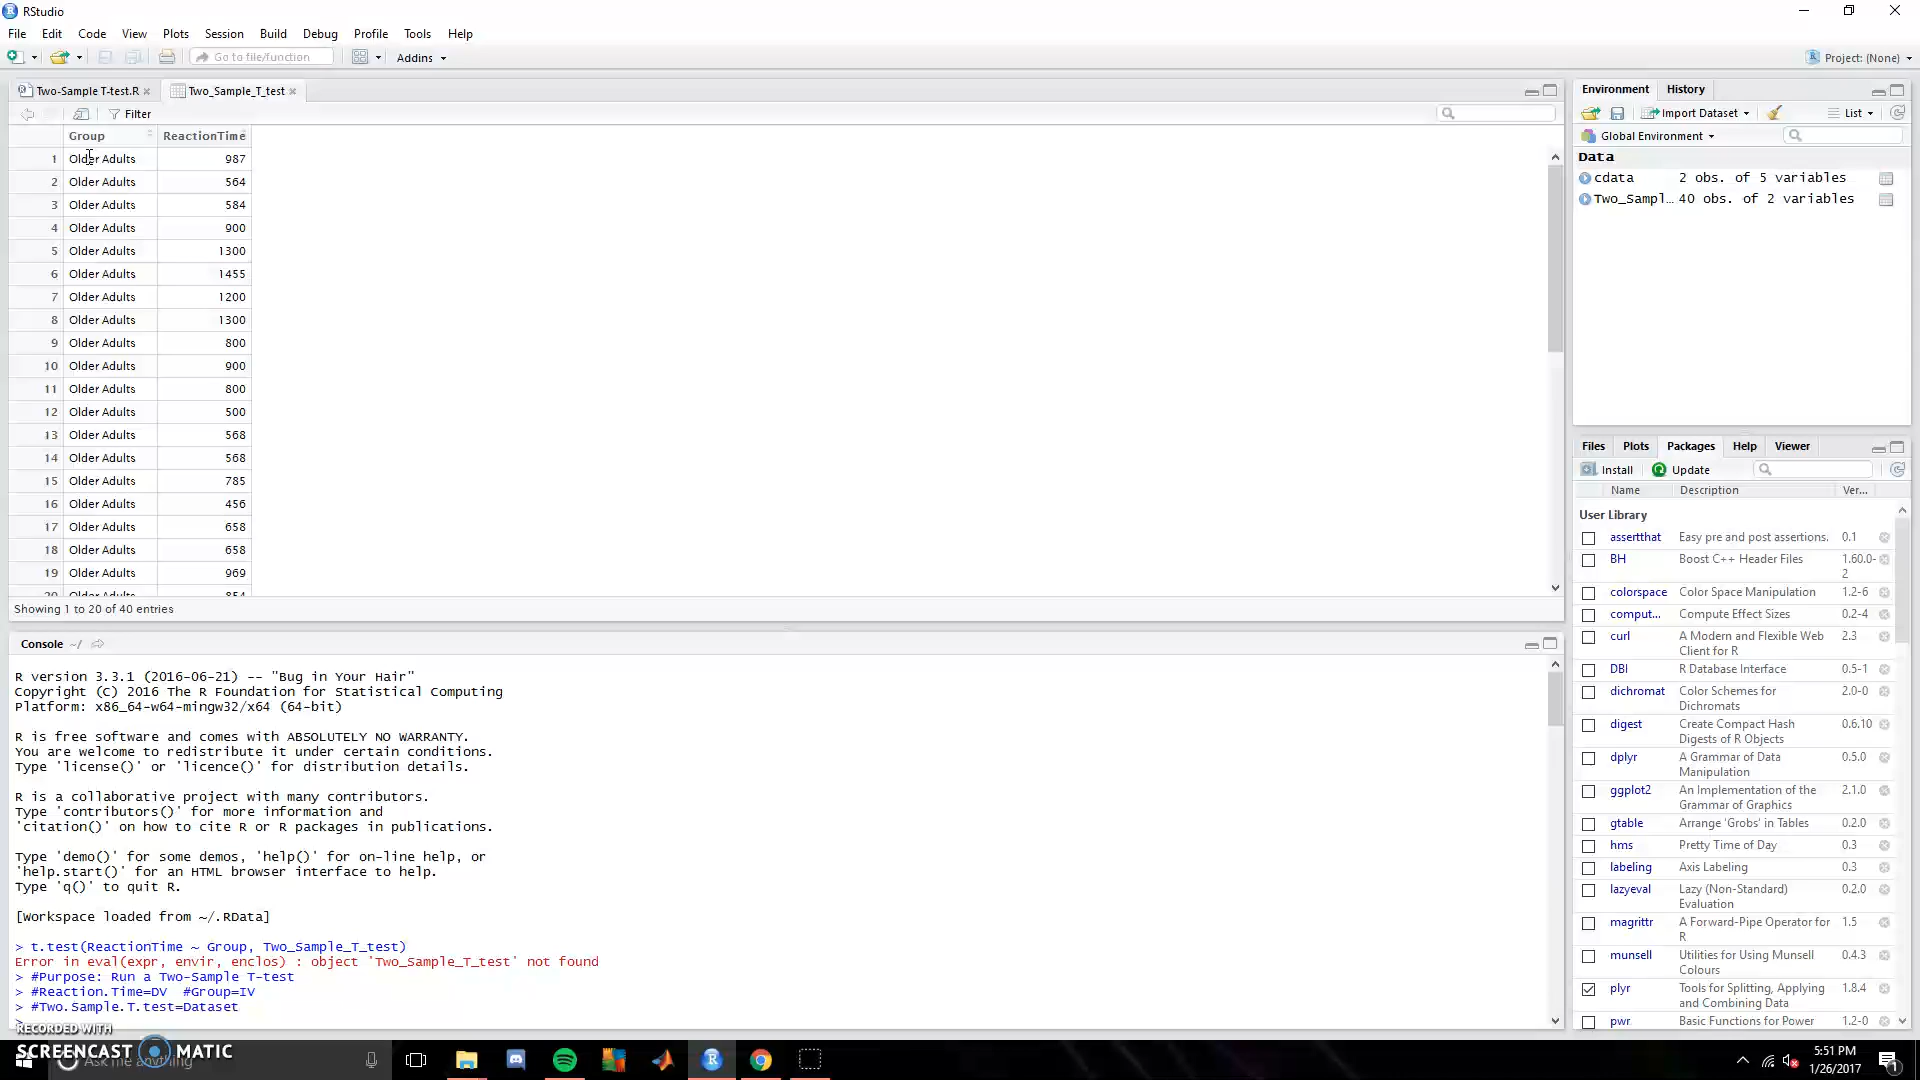 RStudio
File Edit Code View Plots Session Build Debug Profile Tools Help
Go to file/function Addins Project: (None)
Two-Sample T-test.R Two_Sample_T_test
Filter
Group ReactionTime
1 Older Adults 987
2 Older Adults 564
3 Older Adults 584
4 Older Adults 900
5 Older Adults 1300
6 Older Adults 1455
7 Older Adults 1200
8 Older Adults 1300
9 Older Adults 800
10 Older Adults 900
11 Older Adults 800
12 Older Adults 500
13 Older Adults 568
14 Older Adults 568
15 Older Adults 785
16 Older Adults 456
17 Older Adults 658
18 Older Adults 658
19 Older Adults 969
20 Older Adults 854
Showing 1 to 20 of 40 entries
Console ~/
R version 3.3.1 (2016-06-21) -- "Bug in Your Hair"
Copyright (C) 2016 The R Foundation for Statistical Computing
Platform: x86_64-w64-mingw32/x64 (64-bit)
R is free software and comes with ABSOLUTELY NO WARRANTY.
You are welcome to redistribute it under certain conditions.
Type 'license()' or 'licence()' for distribution details.
R is a collaborative project with many contributors.
Type 'contributors()' for more information and
'citation()' on how to cite R or R packages in publications.
Type 'demo()' for some demos, 'help()' for on-line help, or
'help.start()' for an HTML browser interface to help.
Type 'q()' to quit R.
[Workspace loaded from ~/.RData]
> t.test(ReactionTime ~ Group, Two_Sample_T_test)
Error in eval(expr, envir, enclos) : object 'Two_Sample_T_test' not found
> #Purpose: Run a Two-Sample T-test
> #Reaction.Time=DV #Group=IV
> #Two.Sample.T.test=Dataset
>
Environment History
Import Dataset List
Global Environment
Data
cdata 2 obs. of 5 variables
Two_Sampl… 40 obs. of 2 variables
Files Plots Packages Help Viewer
Install Update
Name Description Ver...
User Library
assertthat Easy pre and post assertions. 0.1
BH Boost C++ Header Files 1.60.0-
2
colorspace Color Space Manipulation 1.2-6
comput... Compute Effect Sizes 0.2-4
curl A Modern and Flexible Web 2.3
Client for R
DBI R Database Interface 0.5-1
dichromat Color Schemes for 2.0-0
Dichromats
digest Create Compact Hash 0.6.10
Digests of R Objects
dplyr A Grammar of Data 0.5.0
Manipulation
ggplot2 An Implementation of the 2.1.0
Grammar of Graphics
gtable Arrange 'Grobs' in Tables 0.2.0
hms Pretty Time of Day 0.3
labeling Axis Labeling 0.3
lazyeval Lazy (Non-Standard) 0.2.0
Evaluation
magrittr A Forward-Pipe Operator for 1.5
R
munsell Utilities for Using Munsell 0.4.3
Colours
plyr Tools for Splitting, Applying 1.8.4
and Combining Data
pwr Basic Functions for Power 1.2-0
RECORDED WITH
SCREENCAST MATIC
Ask me anything
5:51 PM
1/26/2017